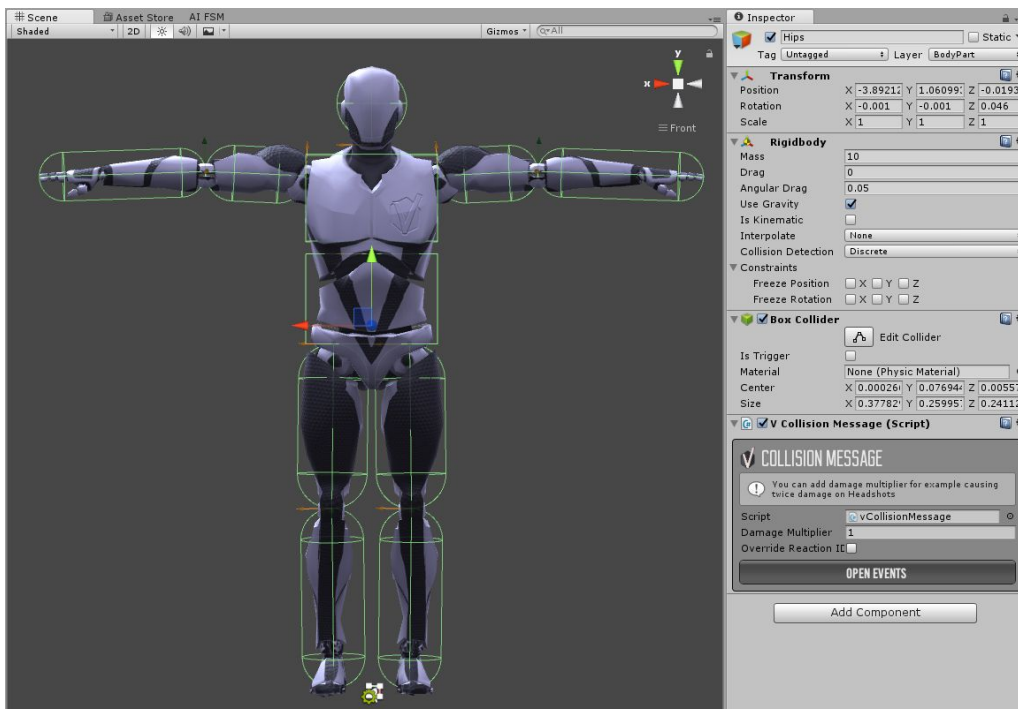 Scene
Asset Store
AI FSM
Shaded
2D
Gizmos
All
y
x
Front
Inspector
Hips
Static
Tag Untagged Layer BodyPart
Transform
Position X -3.89212 Y 1.06099 Z -0.0193
Rotation X -0.001 Y -0.001 Z 0.046
Scale X 1 Y 1 Z 1
Rigidbody
Mass 10
Drag 0
Angular Drag 0.05
Use Gravity
Is Kinematic
Interpolate None
Collision Detection Discrete
Constraints
Freeze Position X Y Z
Freeze Rotation X Y Z
Box Collider
Edit Collider
Is Trigger
Material None (Physic Material)
Center X 0.00026 Y 0.07694 Z 0.00557
Size X 0.37782 Y 0.25995 Z 0.24112
V Collision Message (Script)
COLLISION MESSAGE
You can add damage multiplier for example causing
twice damage on Headshots
Script vCollisionMessage
Damage Multiplier 1
Override Reaction ID
OPEN EVENTS
Add Component